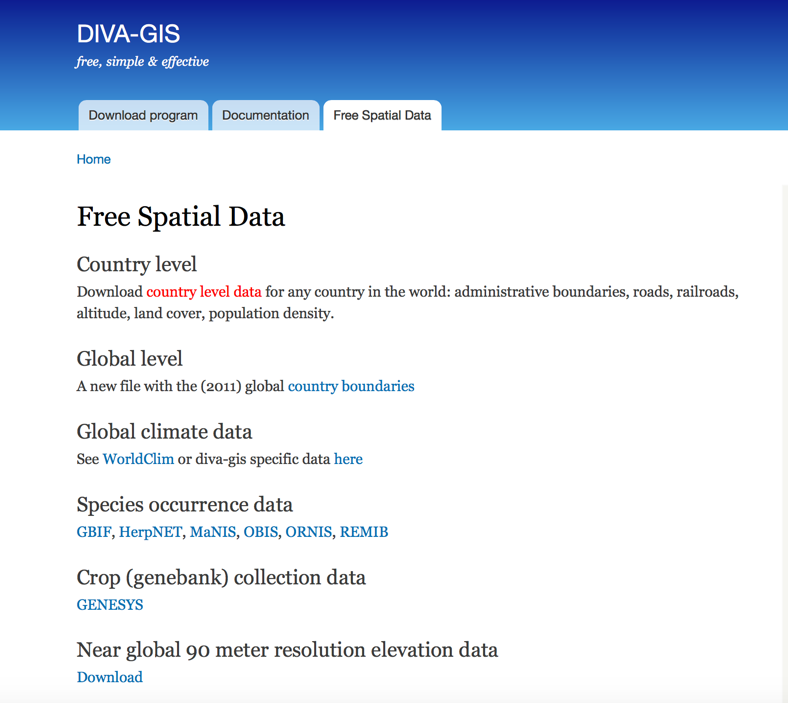 DIVA-GIS
free, simple & effective
Download program
Documentation
Free Spatial Data
Home
Free Spatial Data
Country level
Download country level data for any country in the world: administrative boundaries, roads, railroads,
altitude, land cover, population density.
Global level
A new file with the (2011) global country boundaries
Global climate data
See WorldClim or diva-gis specific data here
Species occurrence data
GBIF, HerpNET, MaNIS, OBIS, ORNIS, REMIB
Crop (genebank) collection data
GENESYS
Near global 90 meter resolution elevation data
Download